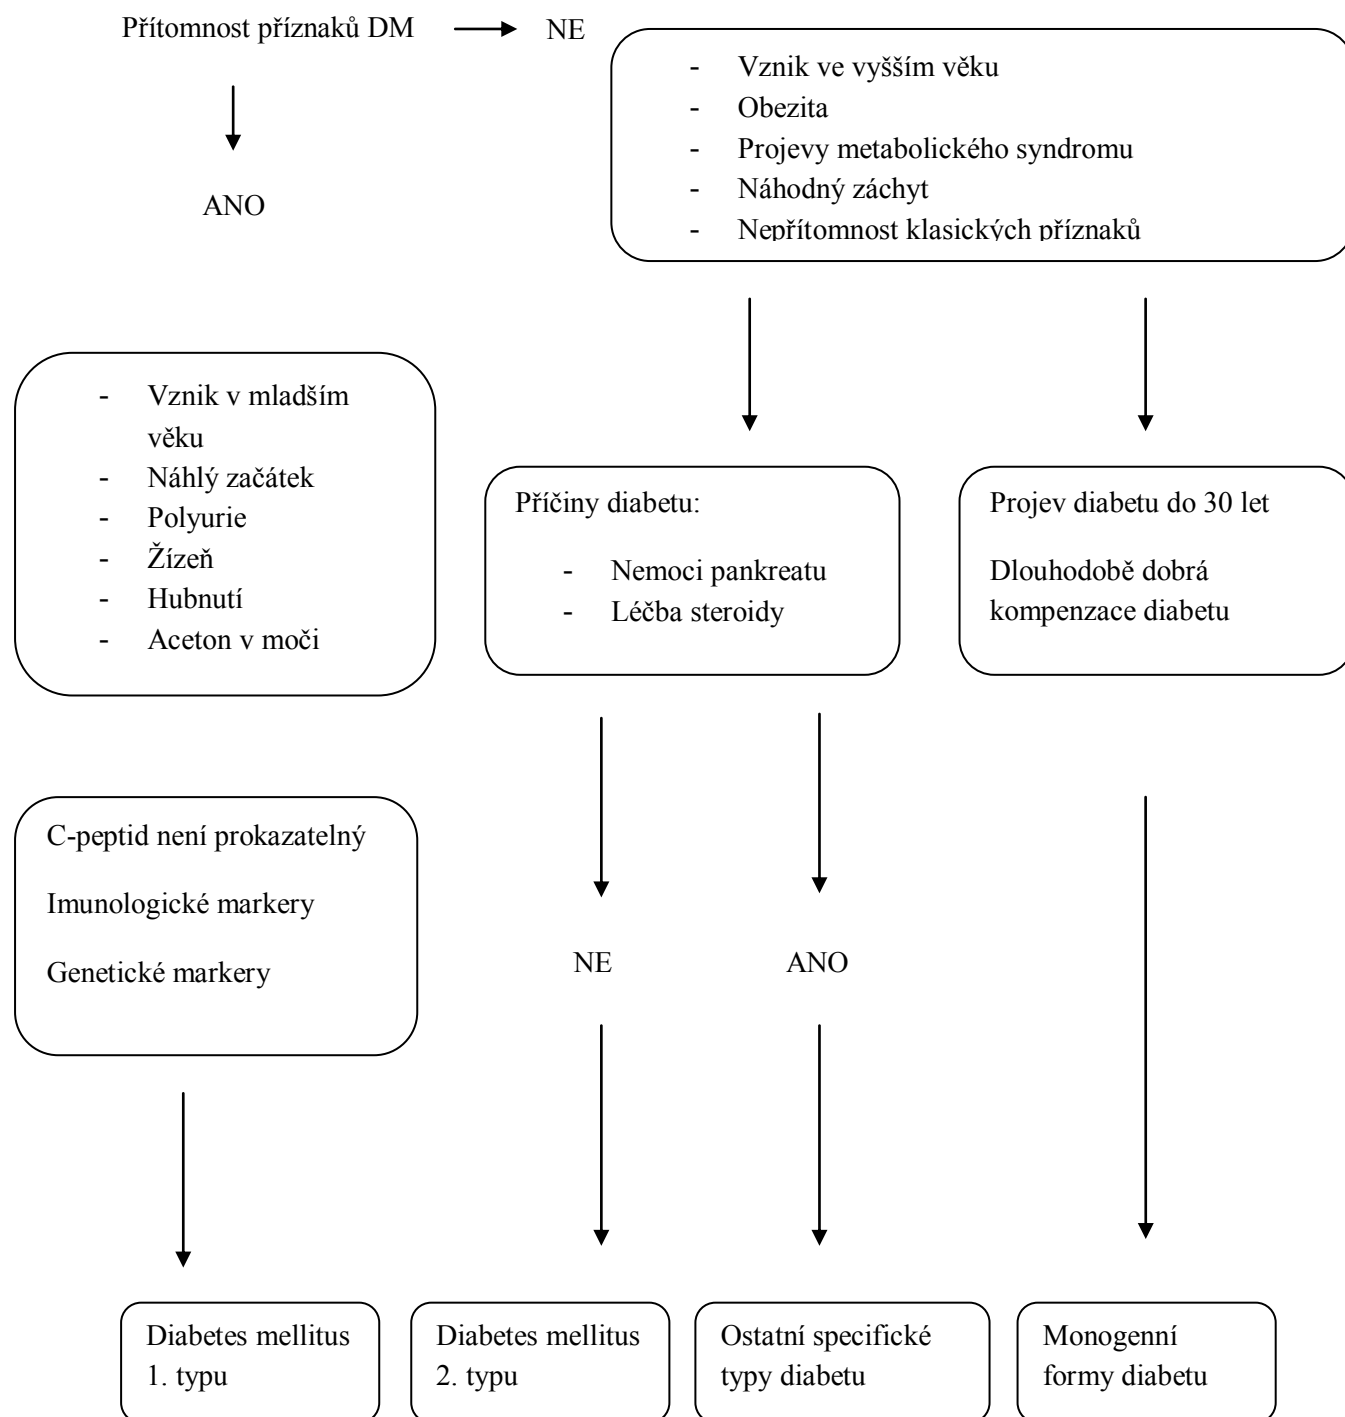 Přítomnost příznaků DM
NE
- Vznik ve vyšším věku
- Obezita
- Projevy metabolického syndromu
- Náhodný záchyt
- Nepřítomnost klasických příznaků
ANO
- Vznik v mladším
věku
- Náhlý začátek
- Polyurie
- Žízeň
- Hubnutí
- Aceton v moči
Příčiny diabetu:
- Nemoci pankreatu
- Léčba steroidy
Projev diabetu do 30 let
Dlouhodobě dobrá
kompenzace diabetu
C-peptid není prokazatelný
Imunologické markery
Genetické markery
NE
ANO
Diabetes mellitus
1. typu
Diabetes mellitus
2. typu
Ostatní specifické
typy diabetu
Monogenní
formy diabetu